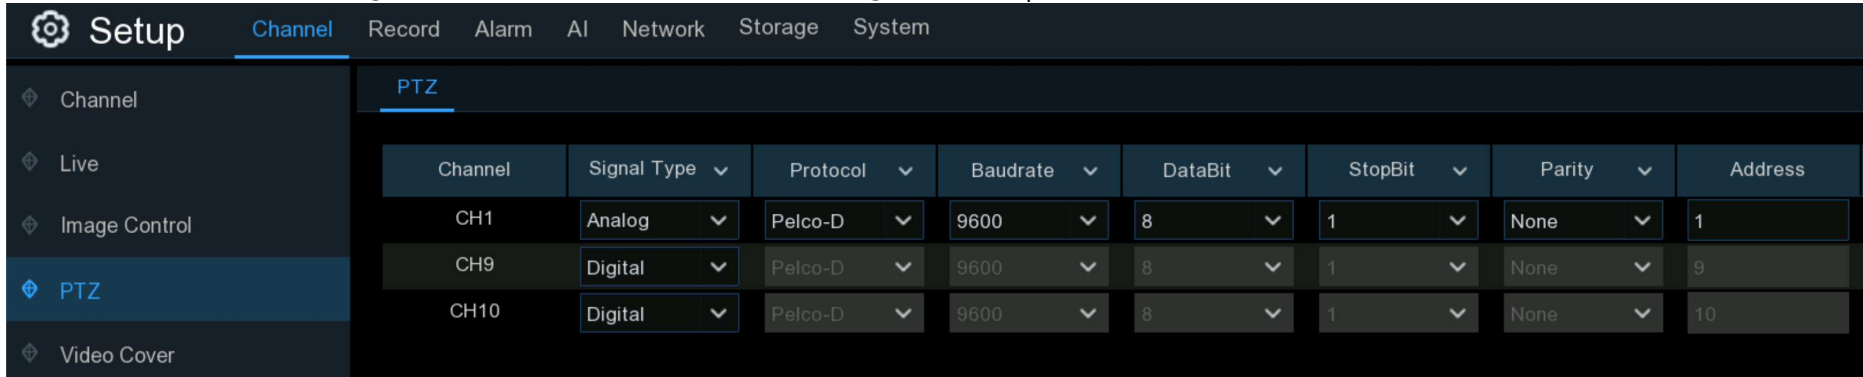 Setup Channel Record Alarm AI Network Storage System
Channel
Live
Image Control
PTZ
Video Cover
PTZ
Channel Signal Type Protocol Baudrate DataBit StopBit Parity Address
CH1 Analog Pelco-D 9600 8 1 None 1
CH9 Digital Pelco-D 9600 8 1 None 9
CH10 Digital Pelco-D 9600 8 1 None 10